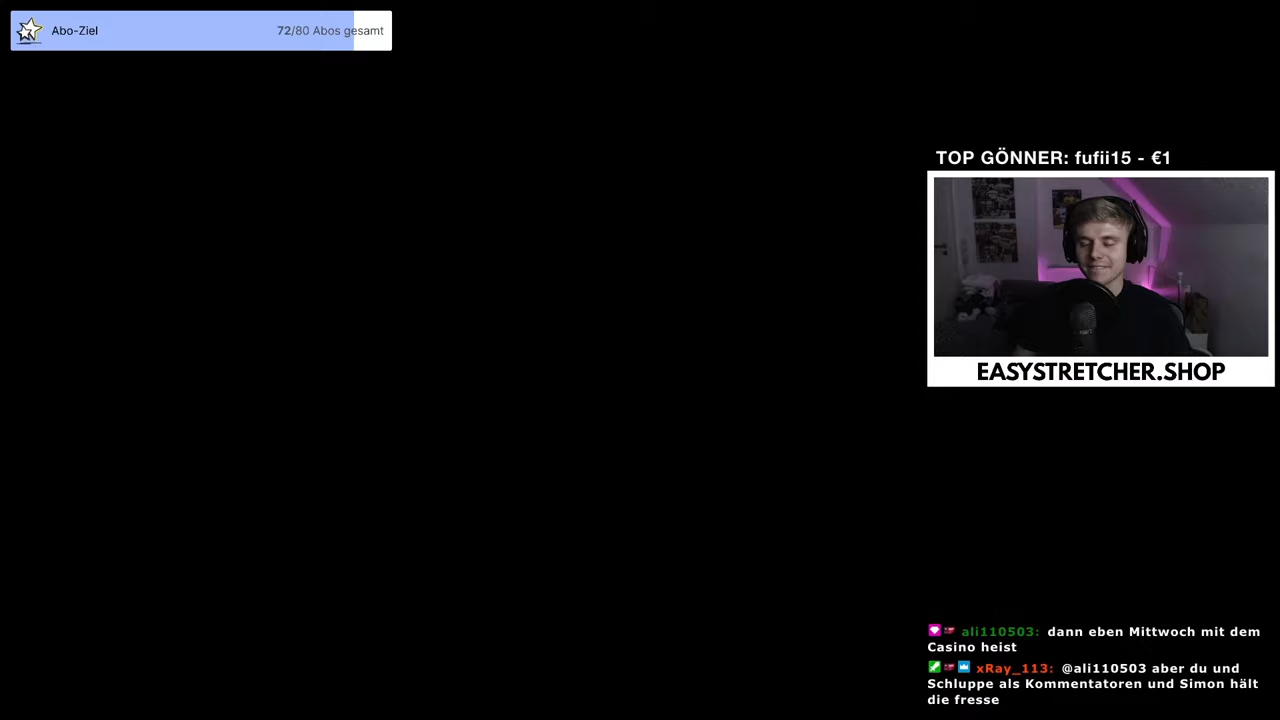 Abo-Ziel 72/80 Abos gesamt
TOP GÖNNER: fufii15 - €1
EASYSTRETCHER.SHOP
ali110503: dann eben Mittwoch mit dem
Casino heist
xRay_113: @ali110503 aber du und
Schluppe als Kommentatoren und Simon hält
die fresse